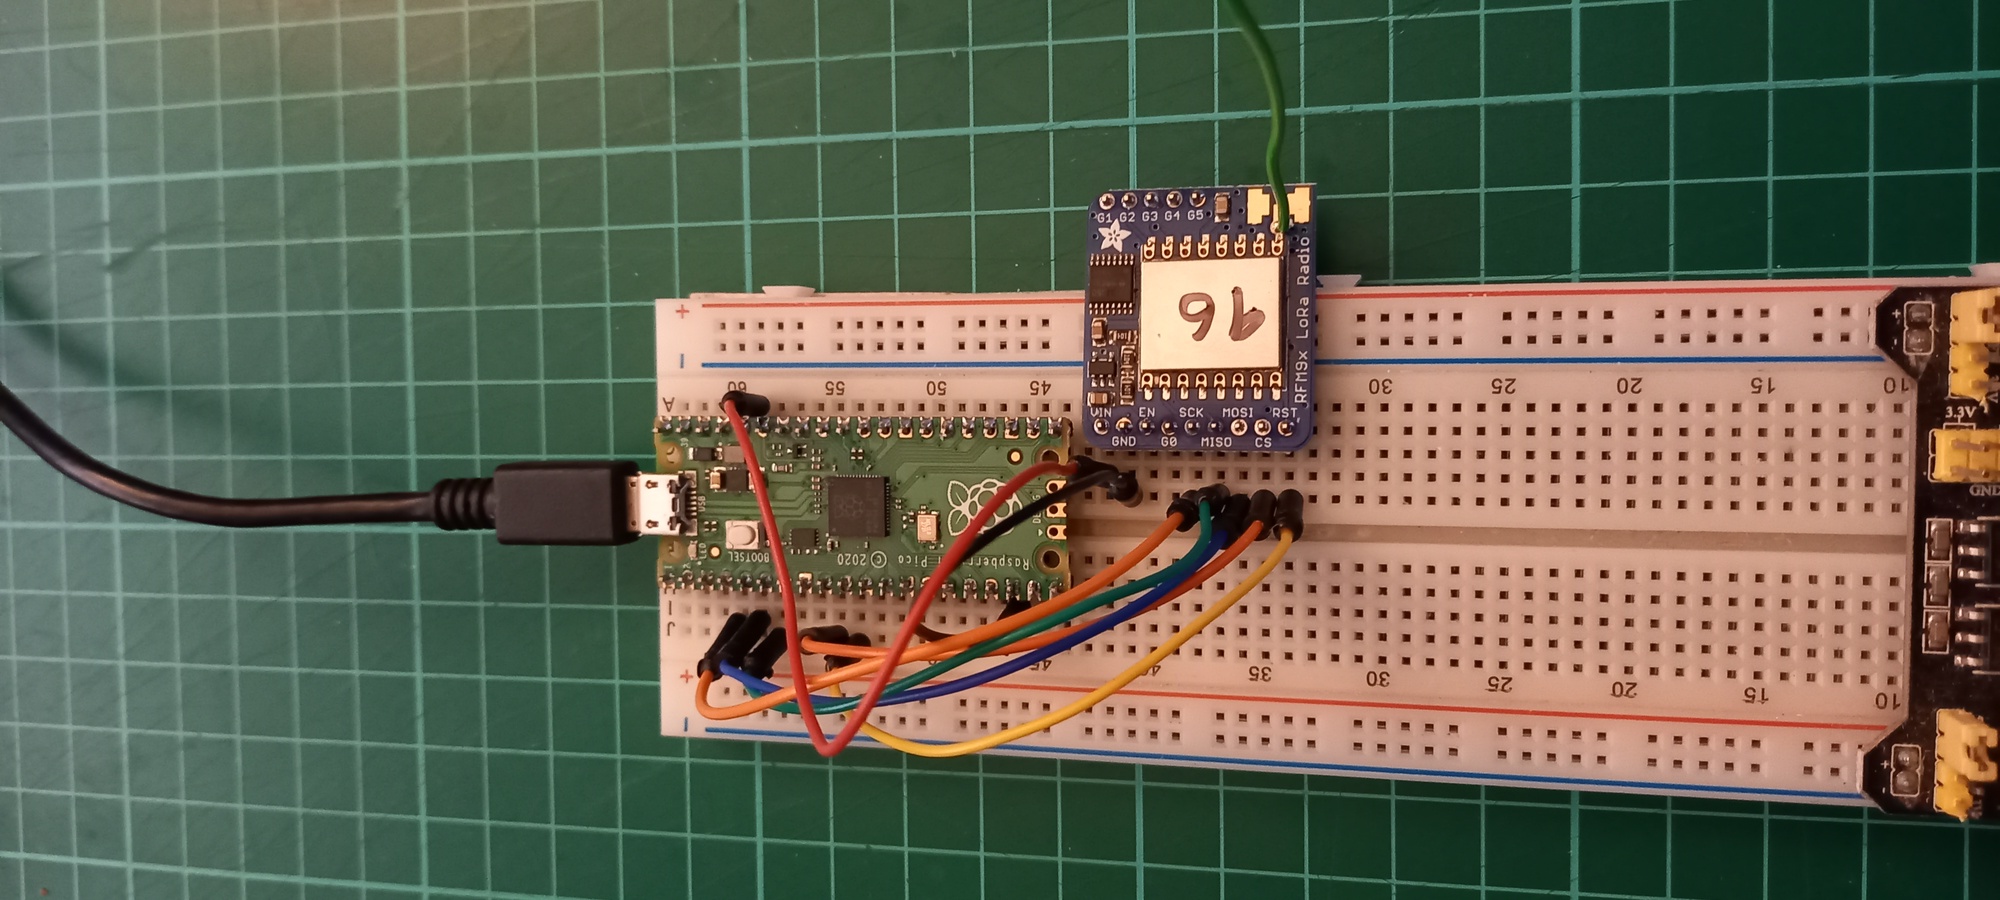 J
I
A
-
+
-
+
LED
USB
39
BOOTSEL
60
Raspberry Pi Pico © 2020
55
50
45
45
DEBUG
VIN
GND
EN
G0
SCK
MISO
MOSI
CS
RST
G1
G2
G3
G4
G5
96
RFM9x LoRa Radio
35
30
30
25
25
20
20
15
15
10
10
-
+
-
+
GND
3.3V